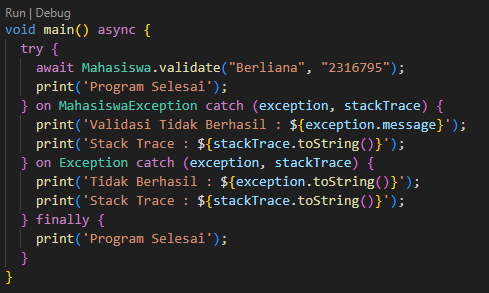 Run | Debug
void main() async {
  try {
    await Mahasiswa.validate("Berliana", "2316795");
    print('Program Selesai');
  } on MahasiswaException catch (exception, stackTrace) {
    print('Validasi Tidak Berhasil : ${exception.message}');
    print('Stack Trace : ${stackTrace.toString()}');
  } on Exception catch (exception, stackTrace) {
    print('Tidak Berhasil : ${exception.toString()}');
    print('Stack Trace : ${stackTrace.toString()}');
  } finally {
    print('Program Selesai');
  }
}